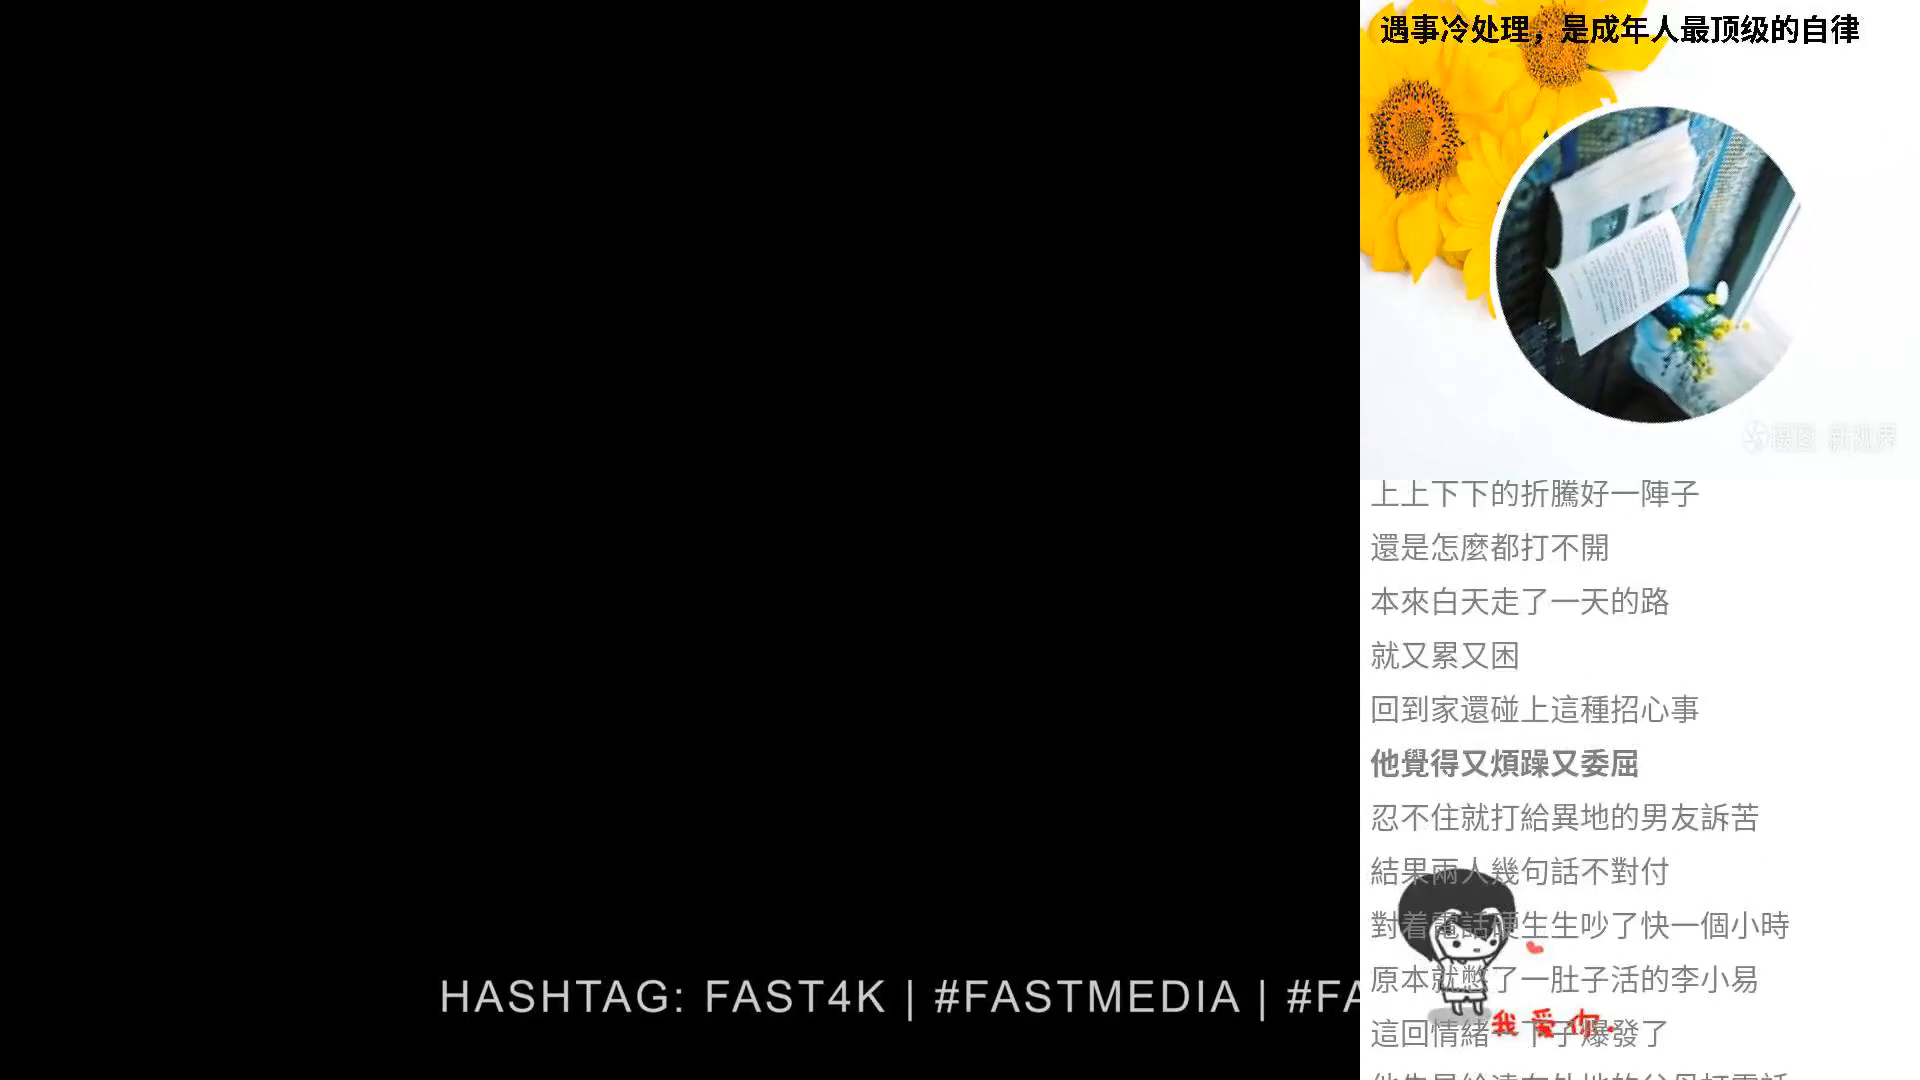 遇事冷处理，是成年人最顶级的自律
上上下下的折騰好一陣子
還是怎麼都打不開
本來白天走了一天的路
就又累又困
回到家還碰上這種招心事
他覺得又煩躁又委屈
忍不住就打給異地的男友訴苦
結果兩人幾句話不對付
對着電話硬生生吵了快一個小時
原本就憋了一肚子活的李小易
這回情緒一下子爆發了
我爱你.
HASHTAG: FAST4K | #FASTMEDIA | #FA